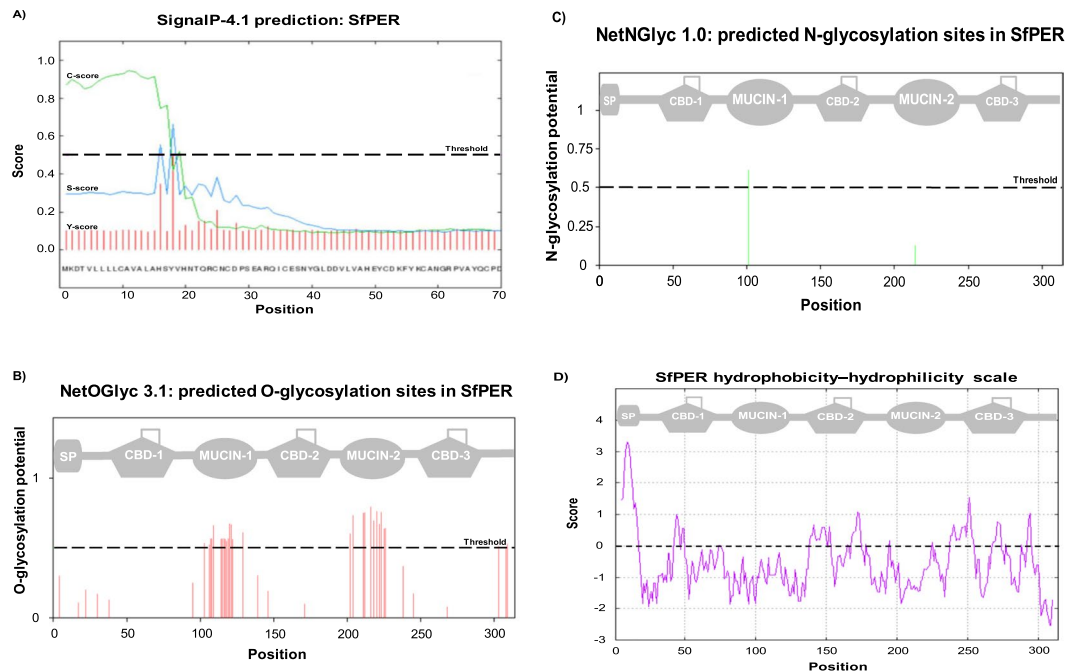 A)
SignalP-4.1 prediction: SfPER
1.0
0.8
0.6
0.4
0.2
0.0
Score
C-score
Threshold
S-score
Y-score
MKDTVLLLLCAVALAHSYVHNTQRCNCDPSEARQICESNYGLDDVLVAHEYCDKFYKCANGRPVAYQCPD
0 10 20 30 40 50 60 70
Position
C)
NetNGlyc 1.0: predicted N-glycosylation sites in SfPER
SP CBD-1 MUCIN-1 CBD-2 MUCIN-2 CBD-3
N-glycosylation potential
1
0.75
0.5
0.25
0
Threshold
0 50 100 150 200 250 300
Position
B)
NetOGlyc 3.1: predicted O-glycosylation sites in SfPER
SP CBD-1 MUCIN-1 CBD-2 MUCIN-2 CBD-3
O-glycosylation potential
1
0
Threshold
0 50 100 150 200 250 300
Position
D)
SfPER hydrophobicity–hydrophilicity scale
SP CBD-1 MUCIN-1 CBD-2 MUCIN-2 CBD-3
Score
4
3
2
1
0
-1
-2
-3
50 100 150 200 250 300
Position